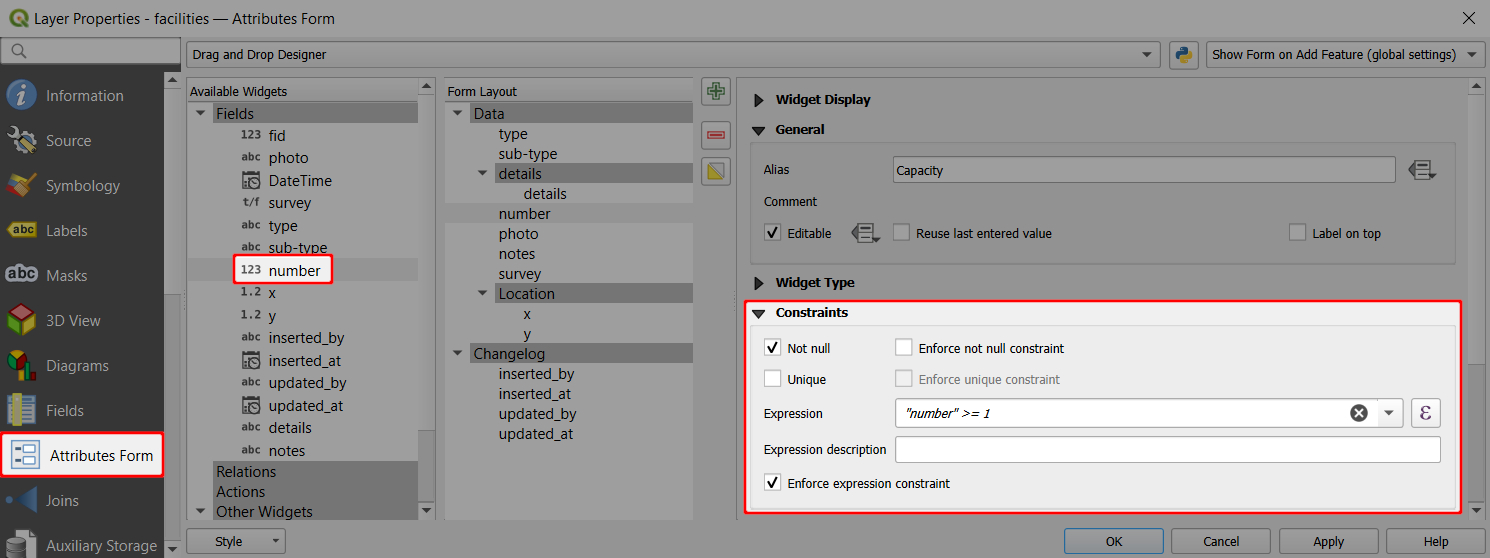 Layer Properties - facilities — Attributes Form
Drag and Drop Designer
Show Form on Add Feature (global settings)
Information
Source
Symbology
abc Labels
abc Masks
3D View
Diagrams
Fields
Attributes Form
Joins
Auxiliary Storage
Available Widgets
Fields
123 fid
abc photo
DateTime
t/f survey
abc type
abc sub-type
123 number
1.2 x
1.2 y
abc inserted_by
inserted_at
abc updated_by
updated_at
abc details
abc notes
Relations
Actions
Other Widgets
Form Layout
Data
type
sub-type
details
details
number
photo
notes
survey
Location
x
y
Changelog
inserted_by
inserted_at
updated_by
updated_at
Widget Display
General
Alias Capacity
Comment
Editable Reuse last entered value Label on top
Widget Type
Constraints
Not null Enforce not null constraint
Unique Enforce unique constraint
Expression "number" >= 1 ε
Expression description
Enforce expression constraint
Style OK Cancel Apply Help